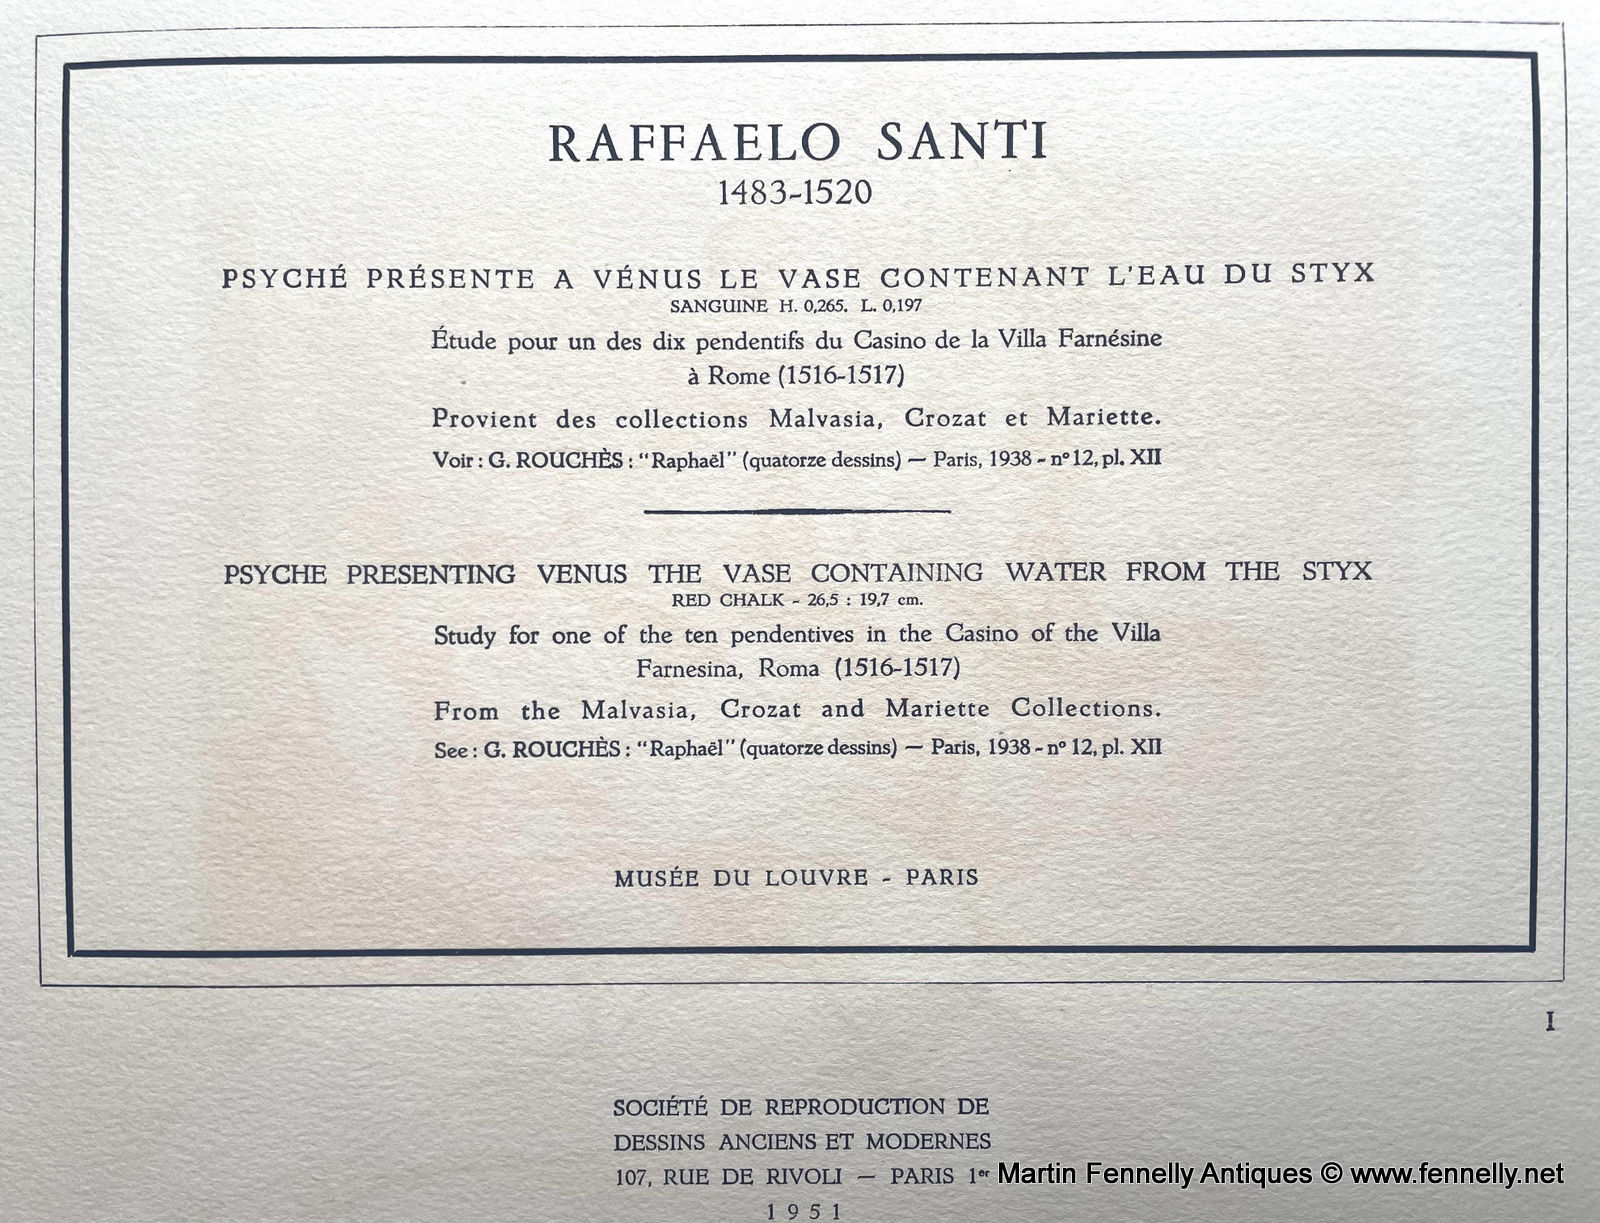 RAFFAELO SANTI
1483-1520
PSYCHÉ PRÉSENTE A VÉNUS LE VASE CONTENANT L'EAU DU STYX
SANGUINE H. 0,265. L. 0,197
Étude pour un des dix pendentifs du Casino de la Villa Farnésine
à Rome (1516-1517)
Provient des collections Malvasia, Crozat et Mariette.
Voir : G. ROUCHÈS : "Raphaël" (quatorze dessins) — Paris, 1938 - nº 12, pl. XII
PSYCHE PRESENTING VENUS THE VASE CONTAINING WATER FROM THE STYX
RED CHALK - 26,5 : 19,7 cm.
Study for one of the ten pendentives in the Casino of the Villa
Farnesina, Roma (1516-1517)
From the Malvasia, Crozat and Mariette Collections.
See : G. ROUCHÈS : "Raphaël" (quatorze dessins) — Paris, 1938 - nº 12, pl. XII
MUSÉE DU LOUVRE - PARIS
I
SOCIÉTÉ DE REPRODUCTION DE
DESSINS ANCIENS ET MODERNES
107, RUE DE RIVOLI — PARIS 1er
Martin Fennelly Antiques © www.fennelly.net
1951